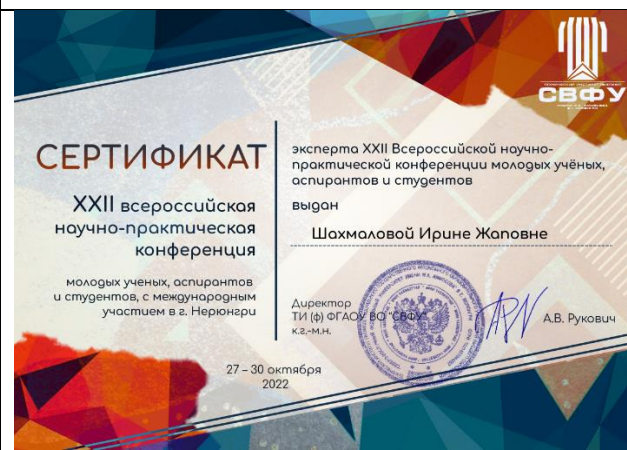 СВФУ
СЕРТИФИКАТ
XXII всероссийская
научно-практическая
конференция
молодых ученых, аспирантов
и студентов, с международным
участием в г. Нерюнгри
27 – 30 октября
2022
эксперта XXII Всероссийской научно-
практической конференции молодых учёных,
аспирантов и студентов
выдан
Шахмаловой Ирине Жаповне
Директор
ТИ (ф) ФГАОУ ВО "СВФУ"
к.г.-м.н.
А.В. Рукович